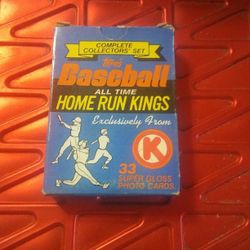 COMPLETE
COLLECTORS' SET
Topps
Baseball
ALL TIME
HOME RUN KINGS
Exclusively From
K
33
SUPER GLOSS
PHOTO CARDS